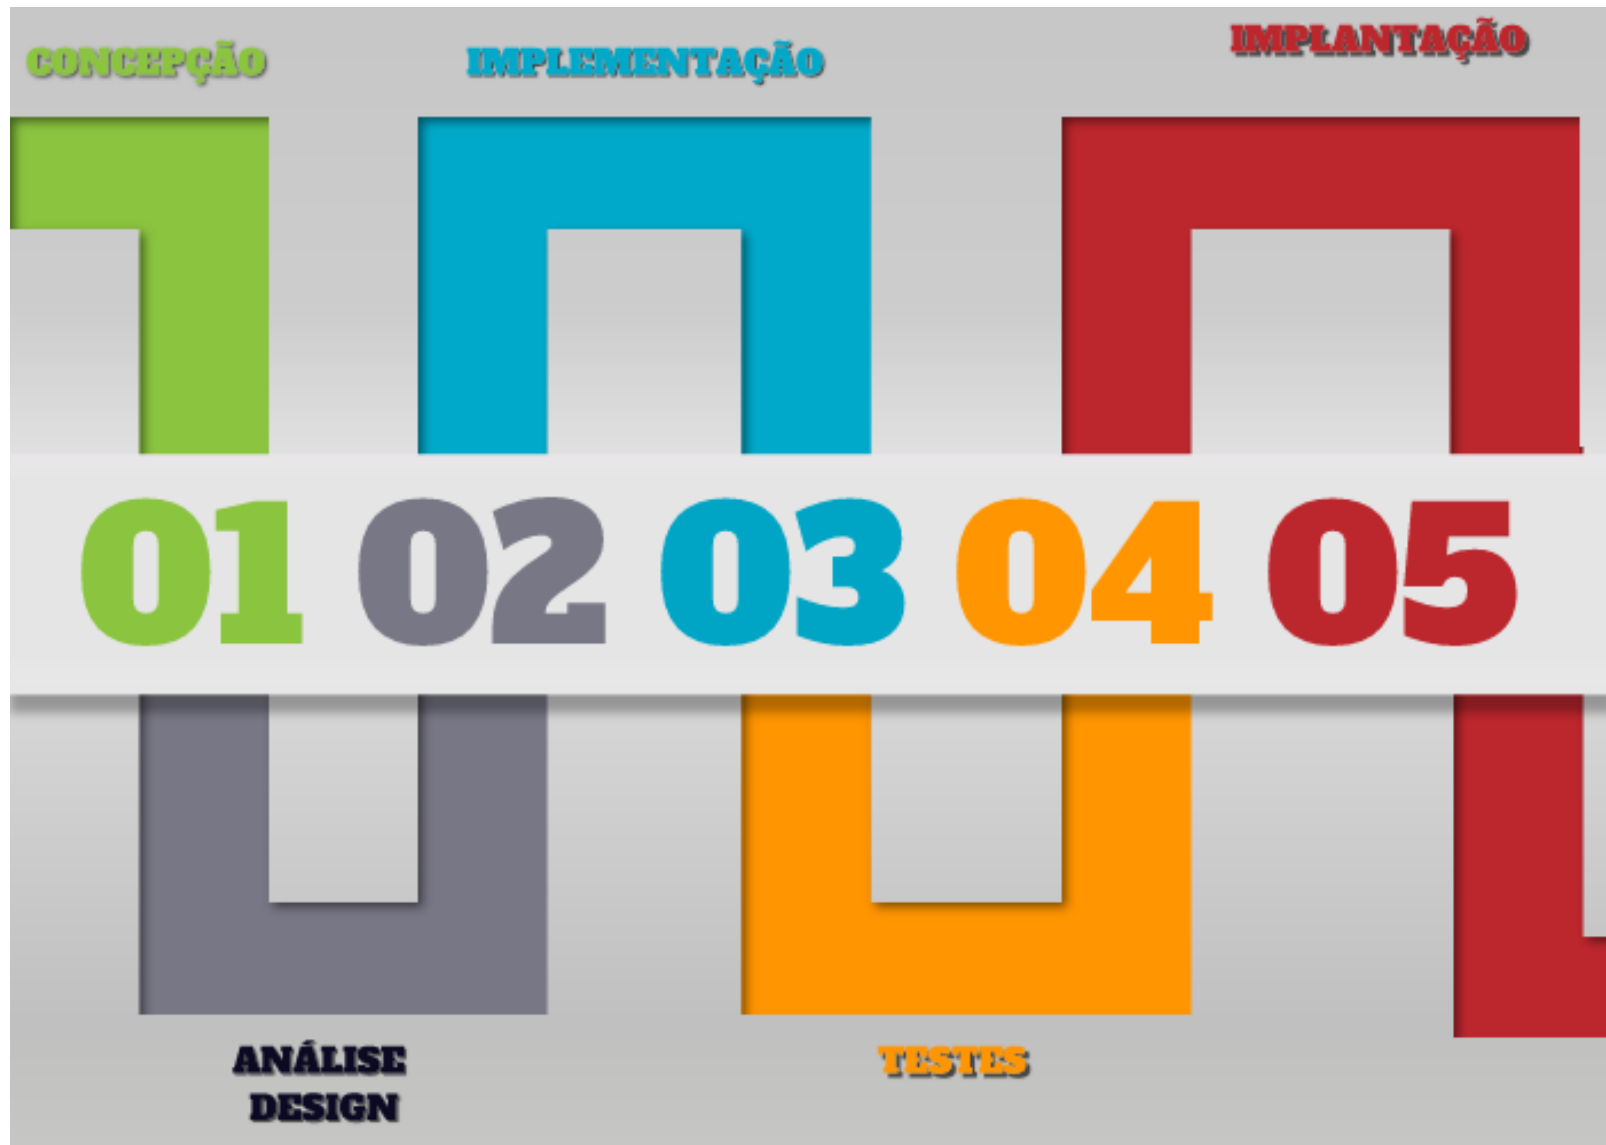 CONCEPÇÃO
IMPLEMENTAÇÃO
IMPLANTAÇÃO
01 02 03 04 05
ANÁLISE
DESIGN
TESTES